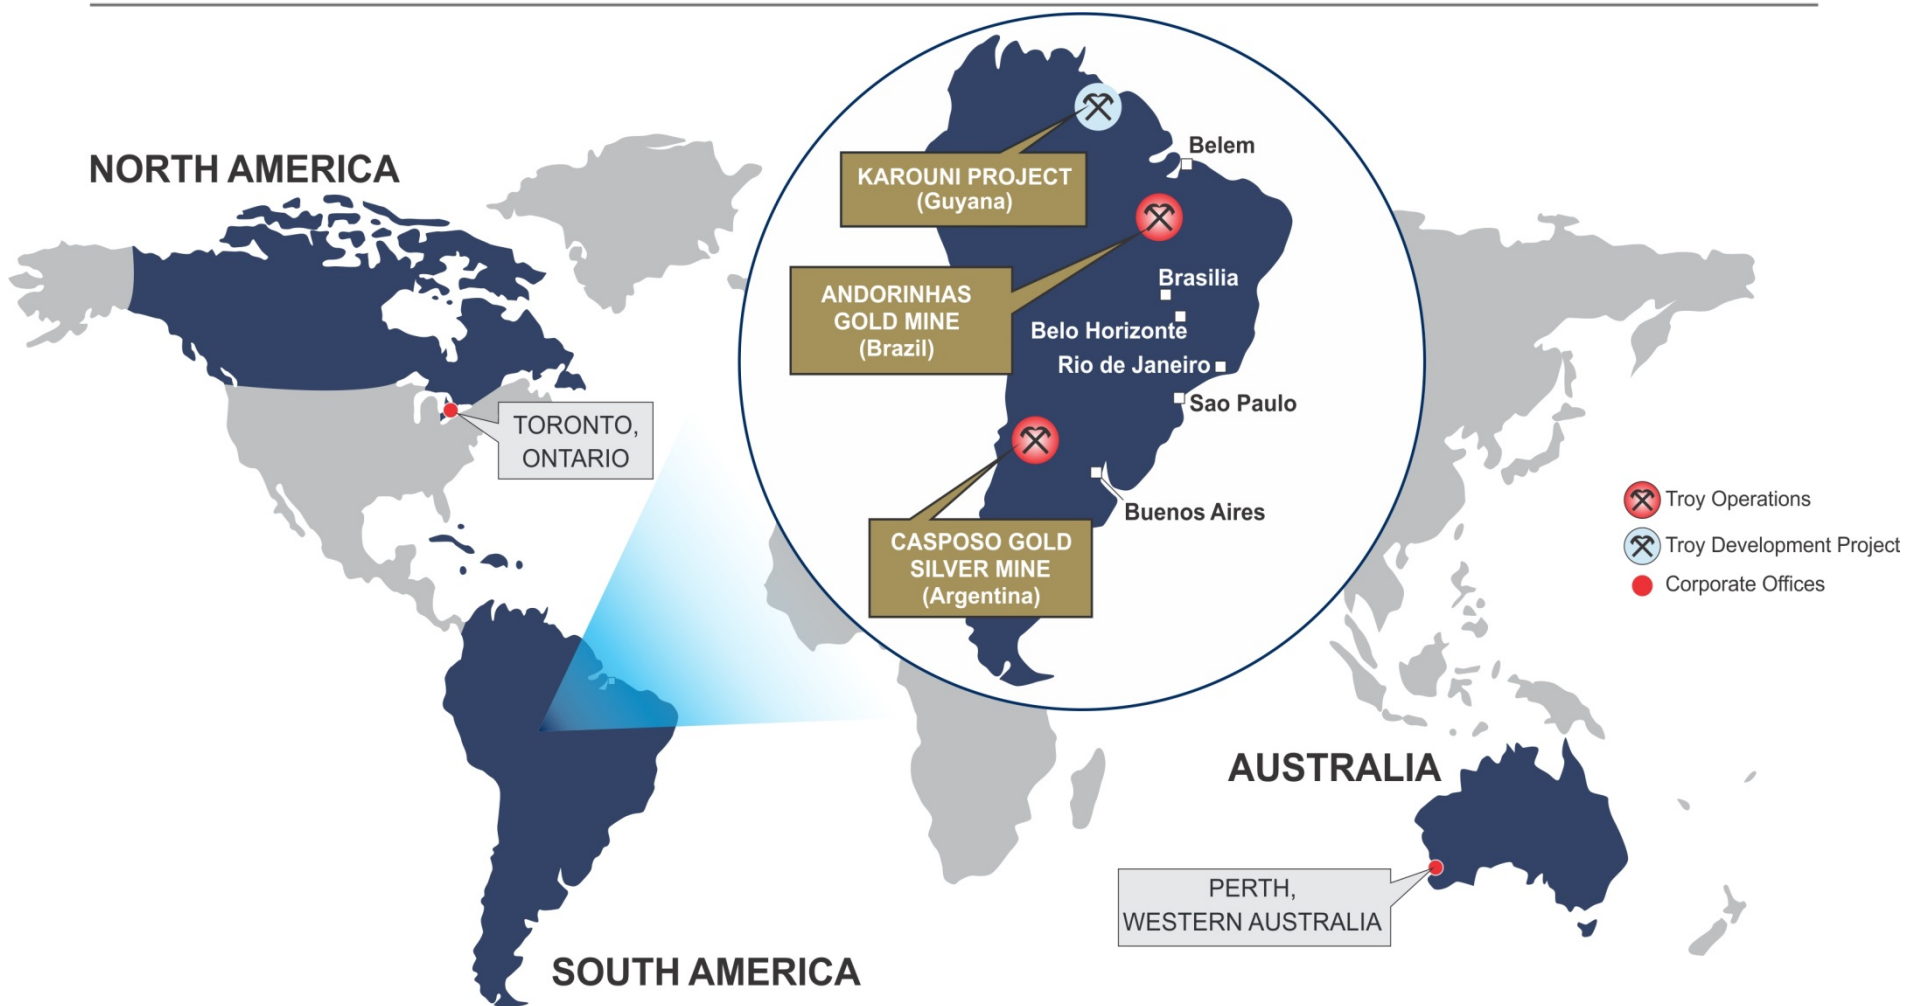 NORTH AMERICA
TORONTO,
ONTARIO
KAROUNI PROJECT
(Guyana)
Belem
ANDORINHAS
GOLD MINE
(Brazil)
Brasilia
Belo Horizonte
Rio de Janeiro
Sao Paulo
Buenos Aires
CASPOSO GOLD
SILVER MINE
(Argentina)
Troy Operations
Troy Development Project
Corporate Offices
AUSTRALIA
PERTH,
WESTERN AUSTRALIA
SOUTH AMERICA